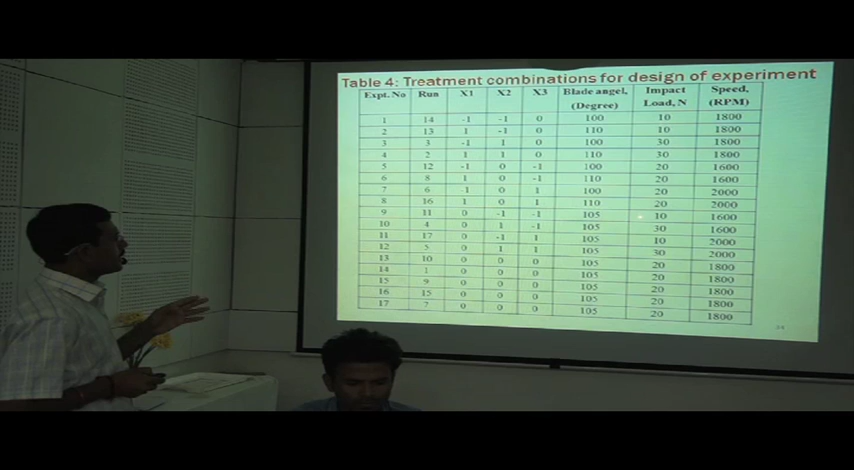 Table 4: Treatment combinations for design of experiment
Expt. No Run X1 X2 X3 Blade angel, (Degree) Impact Load, N Speed, (RPM)
1 14 -1 -1 0 100 10 1800
2 13 1 -1 0 110 10 1800
3 3 -1 1 0 100 30 1800
4 2 1 1 0 110 30 1800
5 12 -1 0 -1 100 20 1600
6 8 1 0 -1 110 20 1600
7 6 -1 0 1 100 20 2000
8 16 1 0 1 110 20 2000
9 11 0 -1 -1 105 10 1600
10 4 0 1 -1 105 30 1600
11 17 0 -1 1 105 10 2000
12 5 0 1 1 105 30 2000
13 10 0 0 0 105 20 1800
14 1 0 0 0 105 20 1800
15 9 0 0 0 105 20 1800
16 15 0 0 0 105 20 1800
17 7 0 0 0 105 20 1800